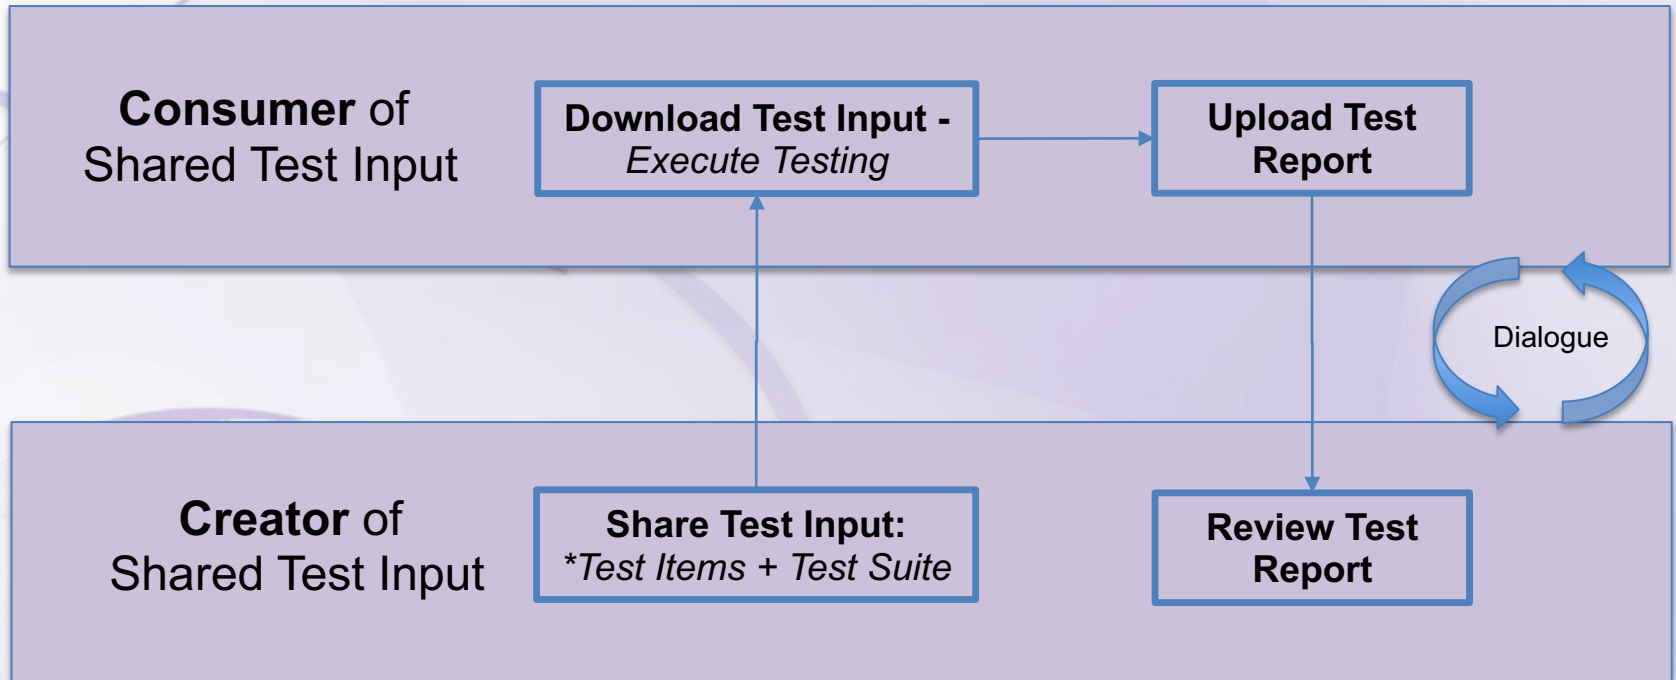 Consumer of
Shared Test Input
Download Test Input -
Execute Testing
Upload Test
Report
Dialogue
Creator of
Shared Test Input
Share Test Input:
*Test Items + Test Suite
Review Test
Report